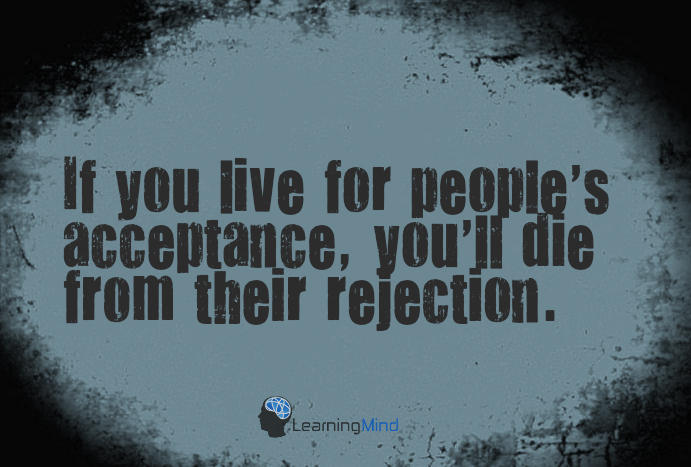 If you live for people's
acceptance, you'll die
from their rejection.
LearningMind